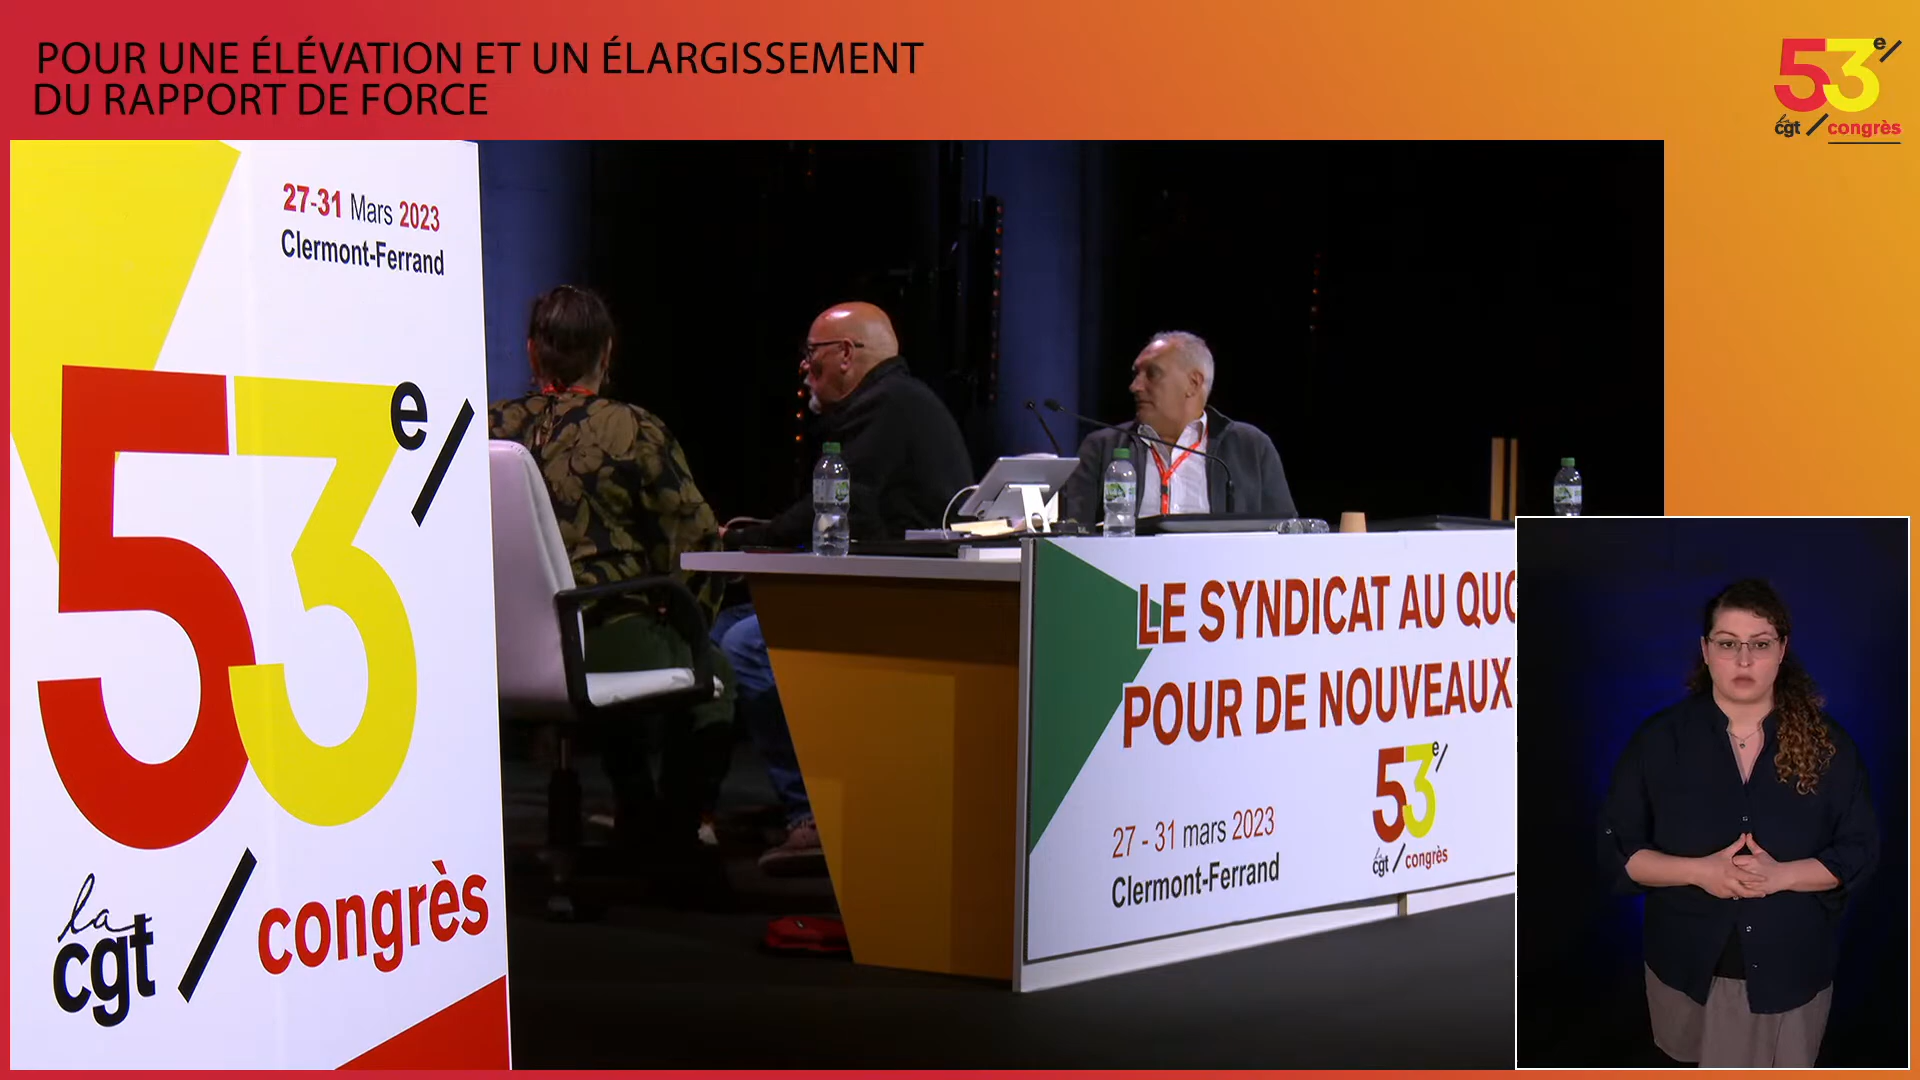 POUR UNE ÉLÉVATION ET UN ÉLARGISSEMENT
DU RAPPORT DE FORCE
53e/
la cgt / congrès
27-31 Mars 2023
Clermont-Ferrand
53e/
la cgt / congrès
LE SYNDICAT AU QUO
POUR DE NOUVEAUX
53e/
la cgt / congrès
27 - 31 mars 2023
Clermont-Ferrand